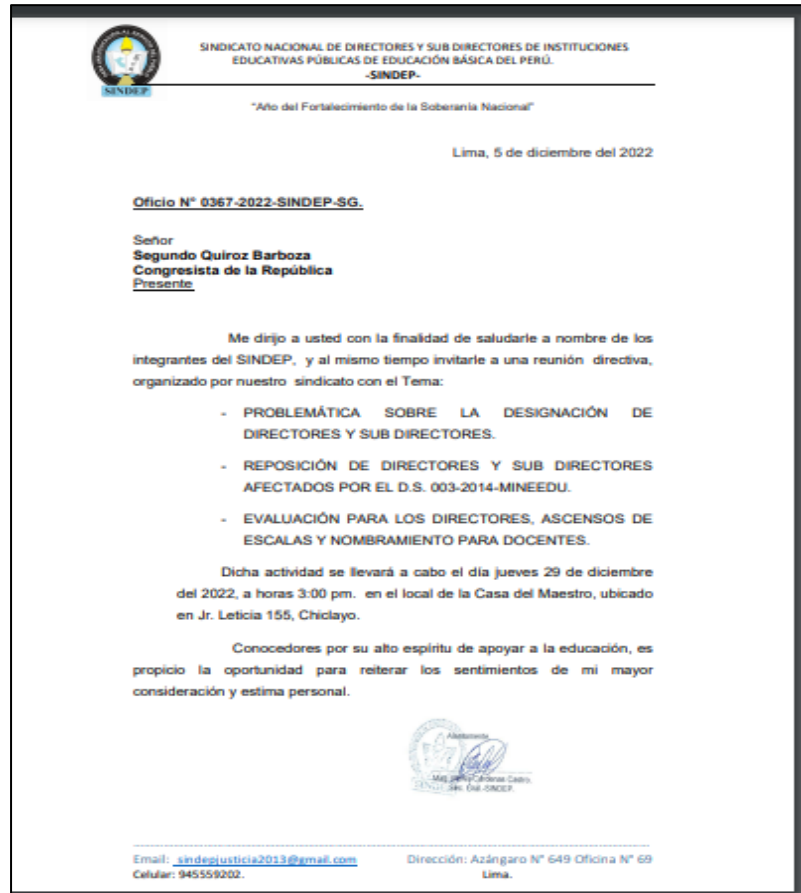 SINDICATO NACIONAL DE DIRECTORES Y SUB DIRECTORES DE INSTITUCIONES
EDUCATIVAS PÚBLICAS DE EDUCACIÓN BÁSICA DEL PERÚ.
-SINDEP-
SINDEP
"Año del Fortalecimiento de la Soberanía Nacional"
Lima, 5 de diciembre del 2022
Oficio N° 0367-2022-SINDEP-SG.
Señor
Segundo Quiroz Barboza
Congresista de la República
Presente
Me dirijo a usted con la finalidad de saludarle a nombre de los
integrantes del SINDEP, y al mismo tiempo invitarle a una reunión directiva,
organizado por nuestro sindicato con el Tema:
- PROBLEMÁTICA SOBRE LA DESIGNACIÓN DE
DIRECTORES Y SUB DIRECTORES.
- REPOSICIÓN DE DIRECTORES Y SUB DIRECTORES
AFECTADOS POR EL D.S. 003-2014-MINEEDU.
- EVALUACIÓN PARA LOS DIRECTORES, ASCENSOS DE
ESCALAS Y NOMBRAMIENTO PARA DOCENTES.
Dicha actividad se llevará a cabo el día jueves 29 de diciembre
del 2022, a horas 3:00 pm. en el local de la Casa del Maestro, ubicado
en Jr. Leticia 155, Chiclayo.
Conocedores por su alto espíritu de apoyar a la educación, es
propicio la oportunidad para reiterar los sentimientos de mi mayor
consideración y estima personal.
Atentamente
Cárdenas Castro.
Sec. Gral.-SINDEP.
Email: sindepjusticia2013@gmail.com Dirección: Azángaro N° 649 Oficina N° 69
Celular: 945559202. Lima.